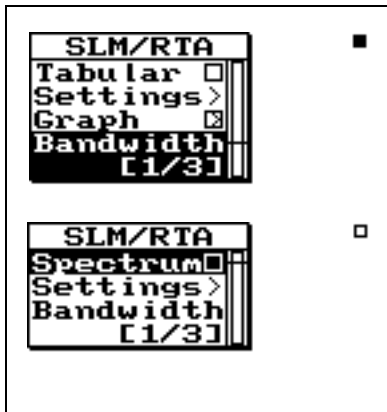 SLM/RTA
Tabular
Settings>
Graph
Bandwidth
[1/3]
SLM/RTA
Spectrum
Settings>
Bandwidth
[1/3]